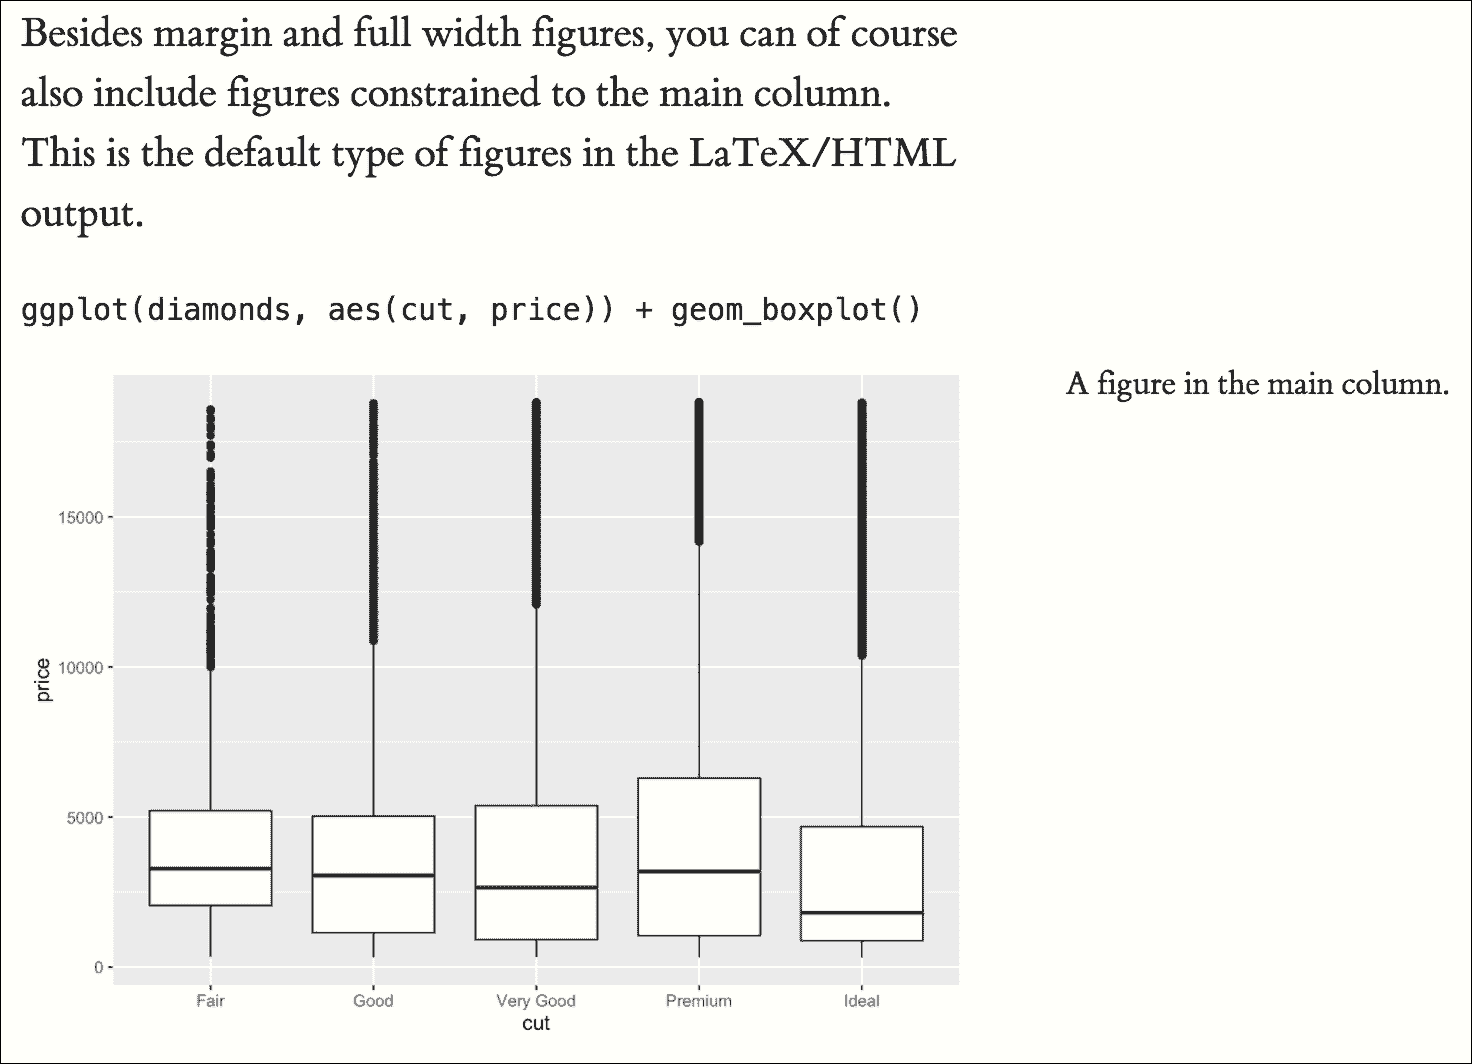 Besides margin and full width figures, you can of course
also include figures constrained to the main column.
This is the default type of figures in the LaTeX/HTML
output.
ggplot(diamonds, aes(cut, price)) + geom_boxplot()
A figure in the main column.
15000
10000
5000
0
price
Fair Good Very Good Premium Ideal
cut